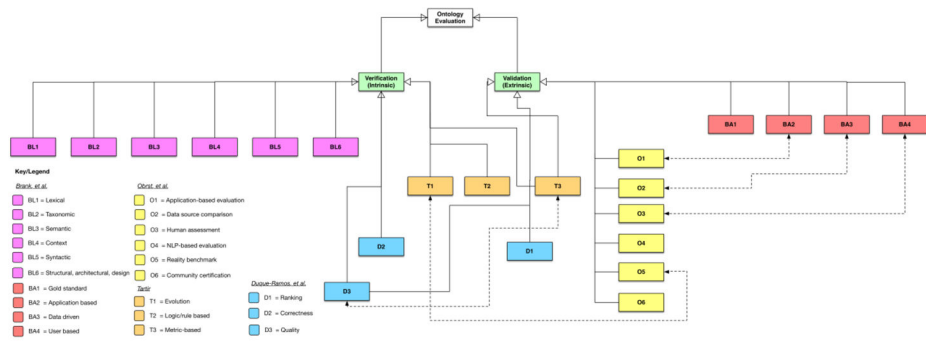 Ontology
Evaluation
Verification
(Intrinsic)
Validation
(Extrinsic)
BL1
BL2
BL3
BL4
BL5
BL6
BA1
BA2
BA3
BA4
O1
O2
O3
O4
O5
O6
T1
T2
T3
D2
D1
D3
Key/Legend
Brank, et al.
BL1 = Lexical
BL2 = Taxonomic
BL3 = Semantic
BL4 = Context
BL5 = Syntactic
BL6 = Structural, architectural, design
BA1 = Gold standard
BA2 = Application based
BA3 = Data driven
BA4 = User based
Obrst, et al.
O1 = Application-based evaluation
O2 = Data source comparison
O3 = Human assessment
O4 = NLP-based evaluation
O5 = Reality benchmark
O6 = Community certification
Tartir
T1 = Evolution
T2 = Logic/rule based
T3 = Metric-based
Duque-Ramos, et al.
D1 = Ranking
D2 = Correctness
D3 = Quality